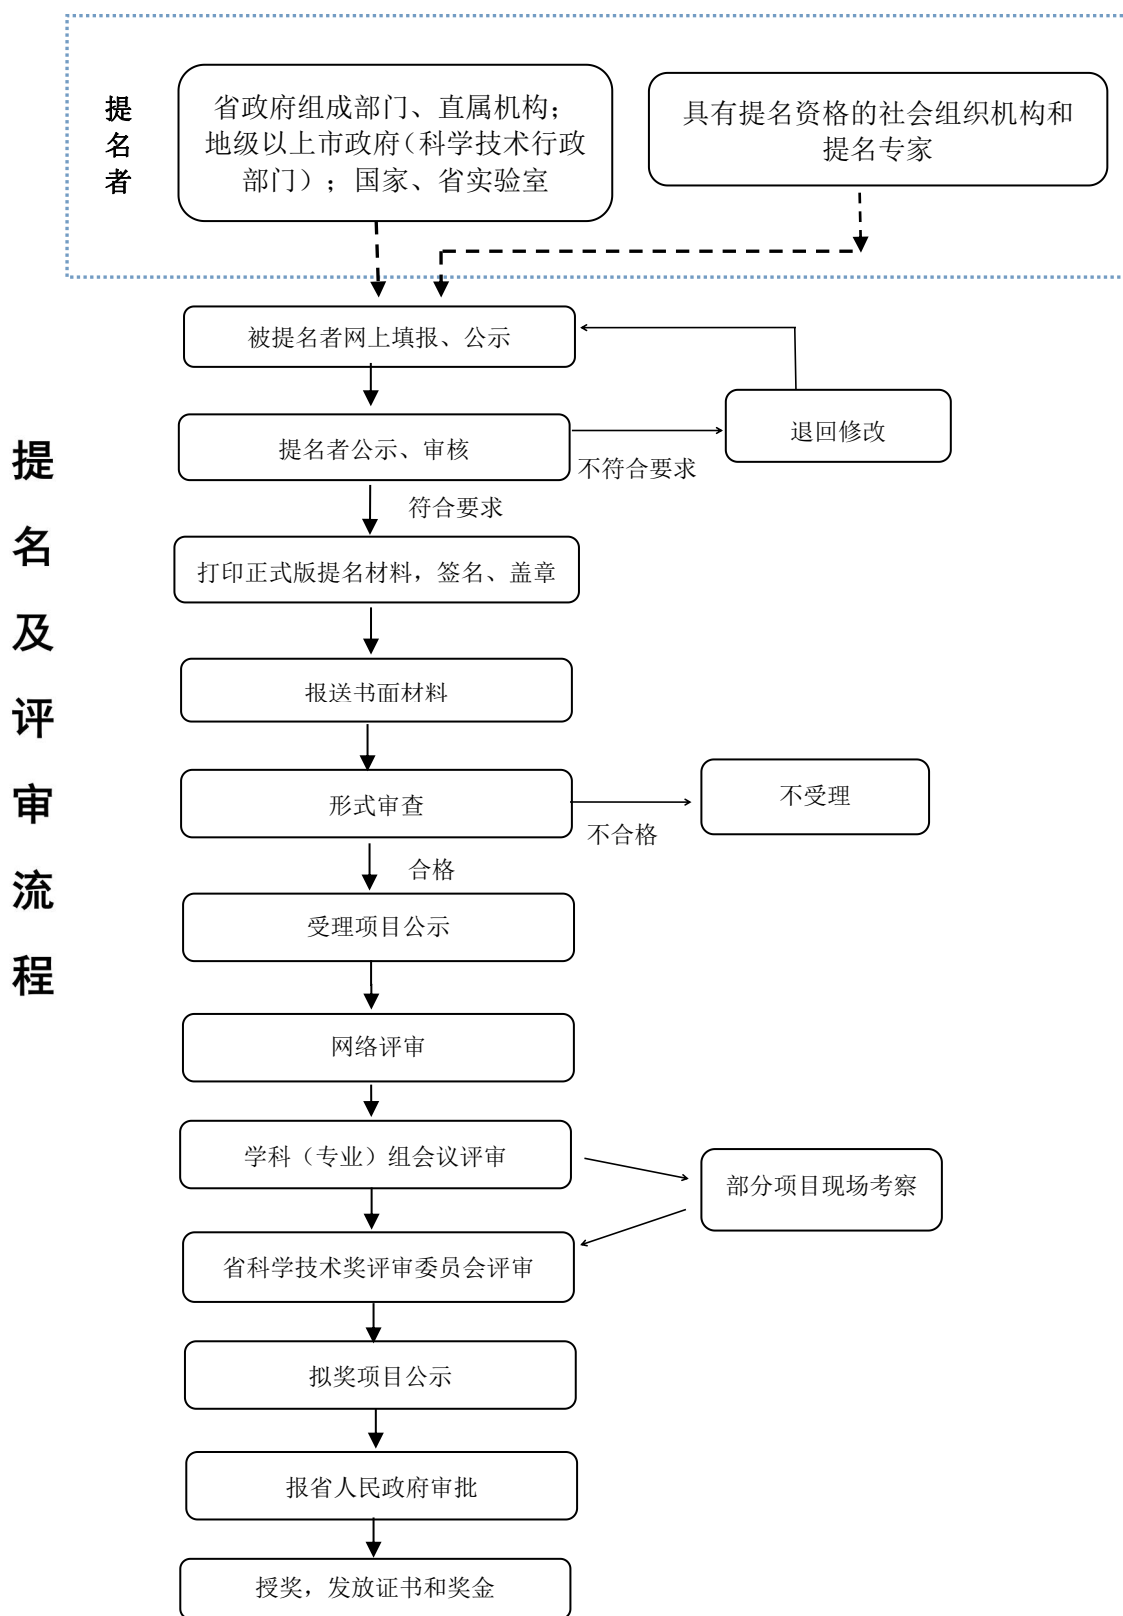 提名及评审流程
提名者
省政府组成部门、直属机构；
地级以上市政府（科学技术行政
部门）；国家、省实验室
具有提名资格的社会组织机构和
提名专家
被提名者网上填报、公示
提名者公示、审核
不符合要求
退回修改
符合要求
打印正式版提名材料，签名、盖章
报送书面材料
形式审查
不合格
不受理
合格
受理项目公示
网络评审
学科（专业）组会议评审
部分项目现场考察
省科学技术奖评审委员会评审
拟奖项目公示
报省人民政府审批
授奖，发放证书和奖金